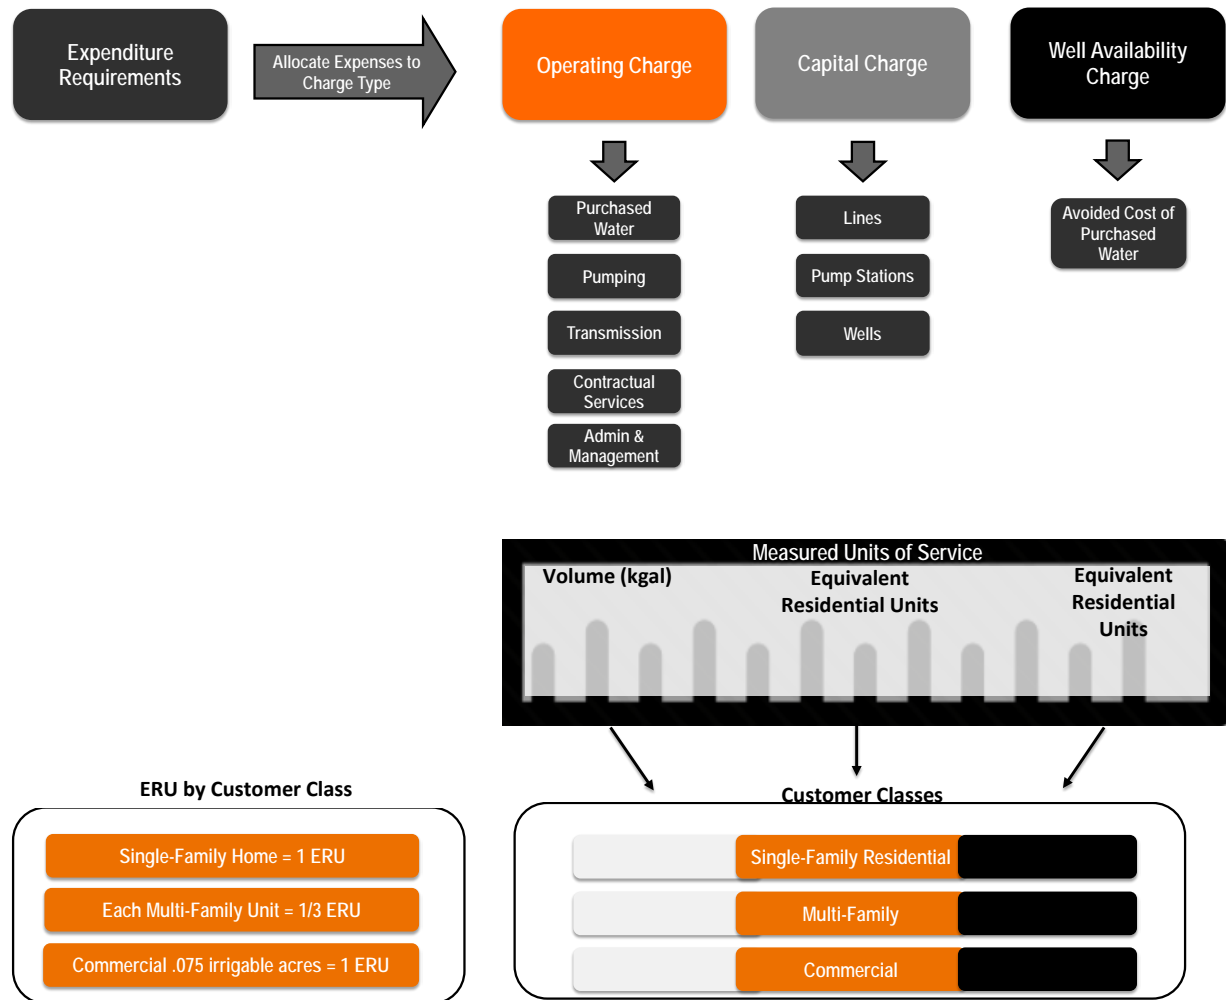 Expenditure
Requirements
Allocate Expenses to
Charge Type
Operating Charge
Capital Charge
Well Availability
Charge
Purchased
Water
Pumping
Transmission
Contractual
Services
Admin &
Management
Lines
Pump Stations
Wells
Avoided Cost of
Purchased
Water
Measured Units of Service
Volume (kgal)
Equivalent
Residential Units
Equivalent
Residential
Units
ERU by Customer Class
Single-Family Home = 1 ERU
Each Multi-Family Unit = 1/3 ERU
Commercial .075 irrigable acres = 1 ERU
Customer Classes
Single-Family Residential
Multi-Family
Commercial